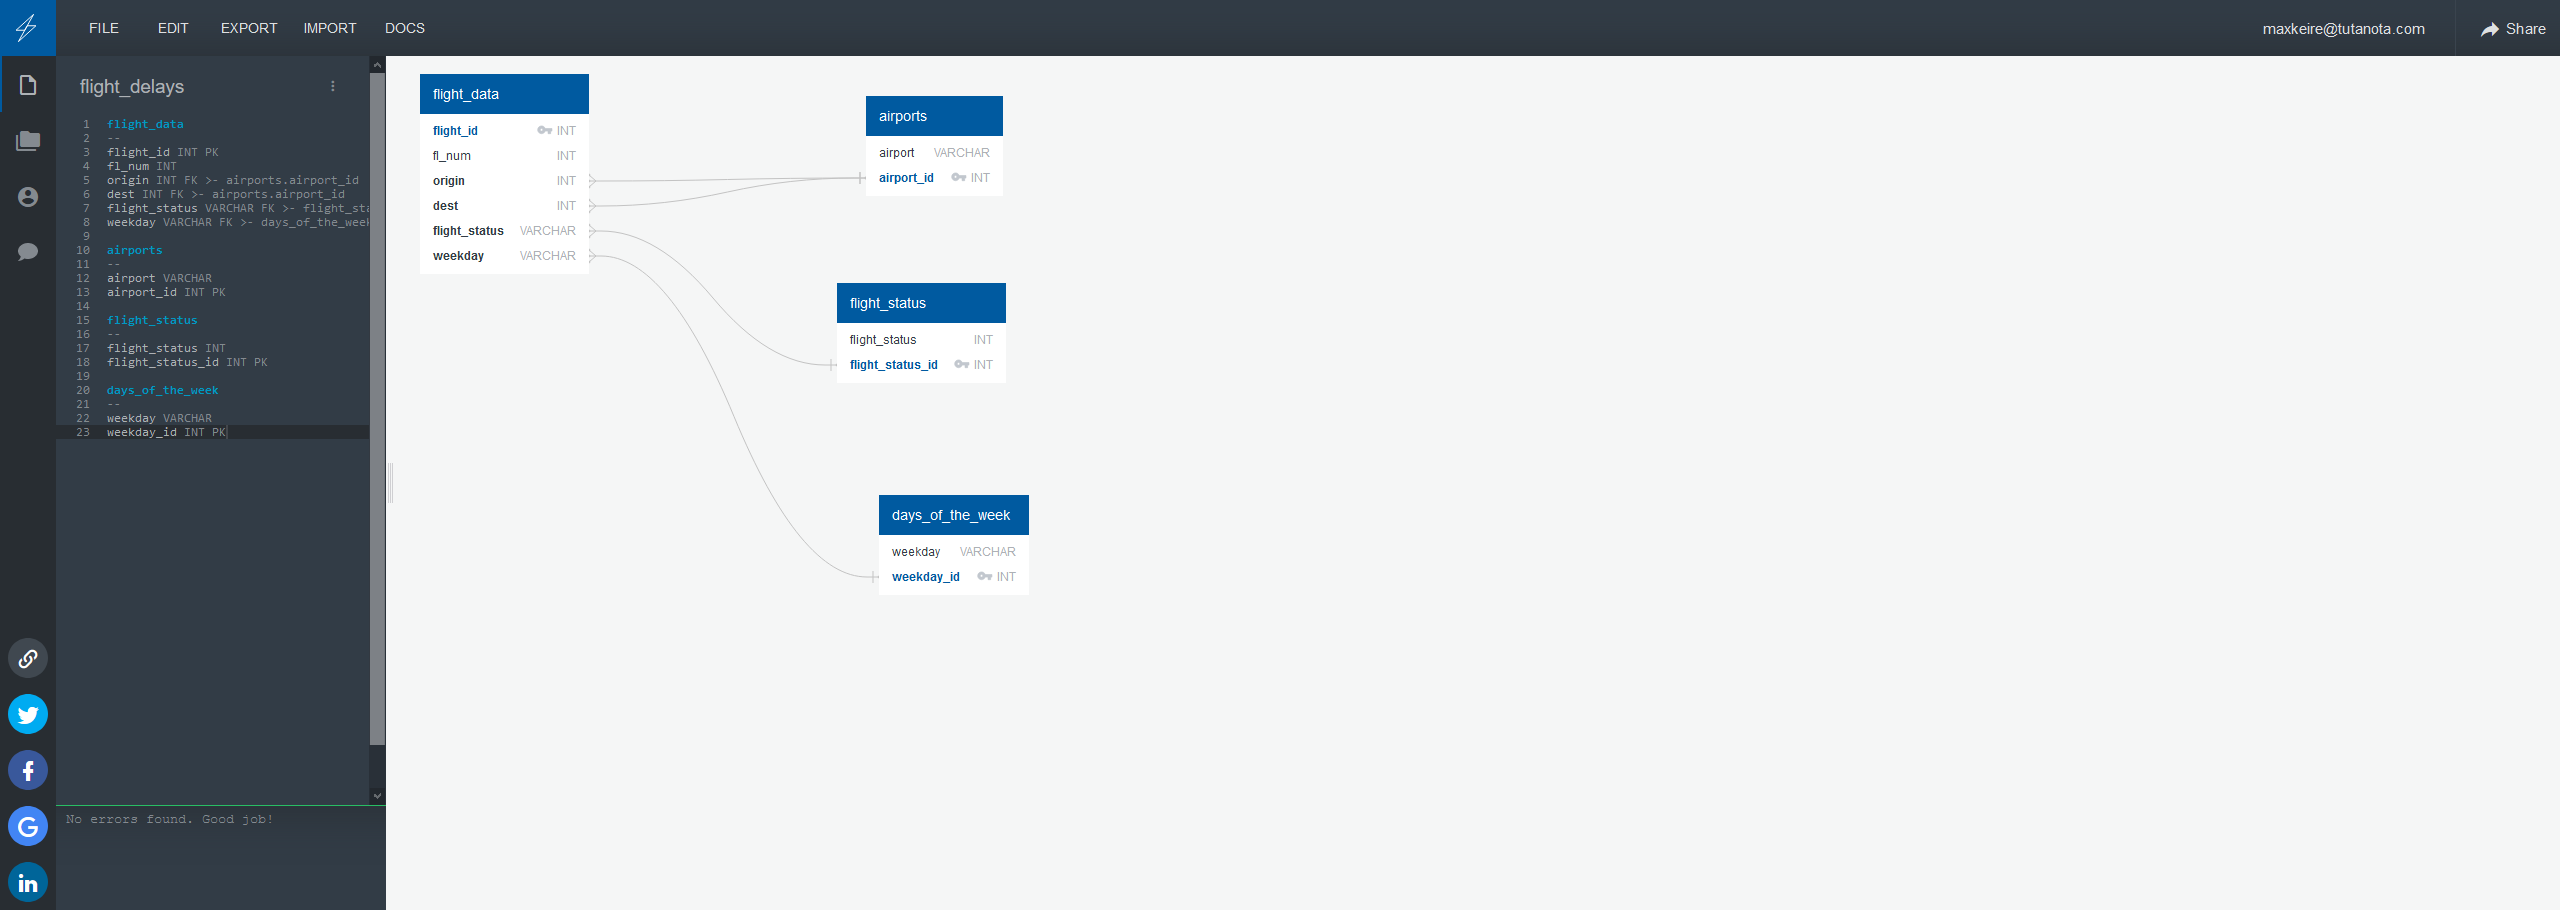 FILE EDIT EXPORT IMPORT DOCS maxkeire@tutanota.com Share
flight_delays
1 flight_data
2 --
3 flight_id INT PK
4 fl_num INT
5 origin INT FK >- airports.airport_id
6 dest INT FK >- airports.airport_id
7 flight_status VARCHAR FK >- flight_sta
8 weekday VARCHAR FK >- days_of_the_week
9
10 airports
11 --
12 airport VARCHAR
13 airport_id INT PK
14
15 flight_status
16 --
17 flight_status INT
18 flight_status_id INT PK
19
20 days_of_the_week
21 --
22 weekday VARCHAR
23 weekday_id INT PK
No errors found. Good job!
flight_data
flight_id INT
fl_num INT
origin INT
dest INT
flight_status VARCHAR
weekday VARCHAR
airports
airport VARCHAR
airport_id INT
flight_status
flight_status INT
flight_status_id INT
days_of_the_week
weekday VARCHAR
weekday_id INT